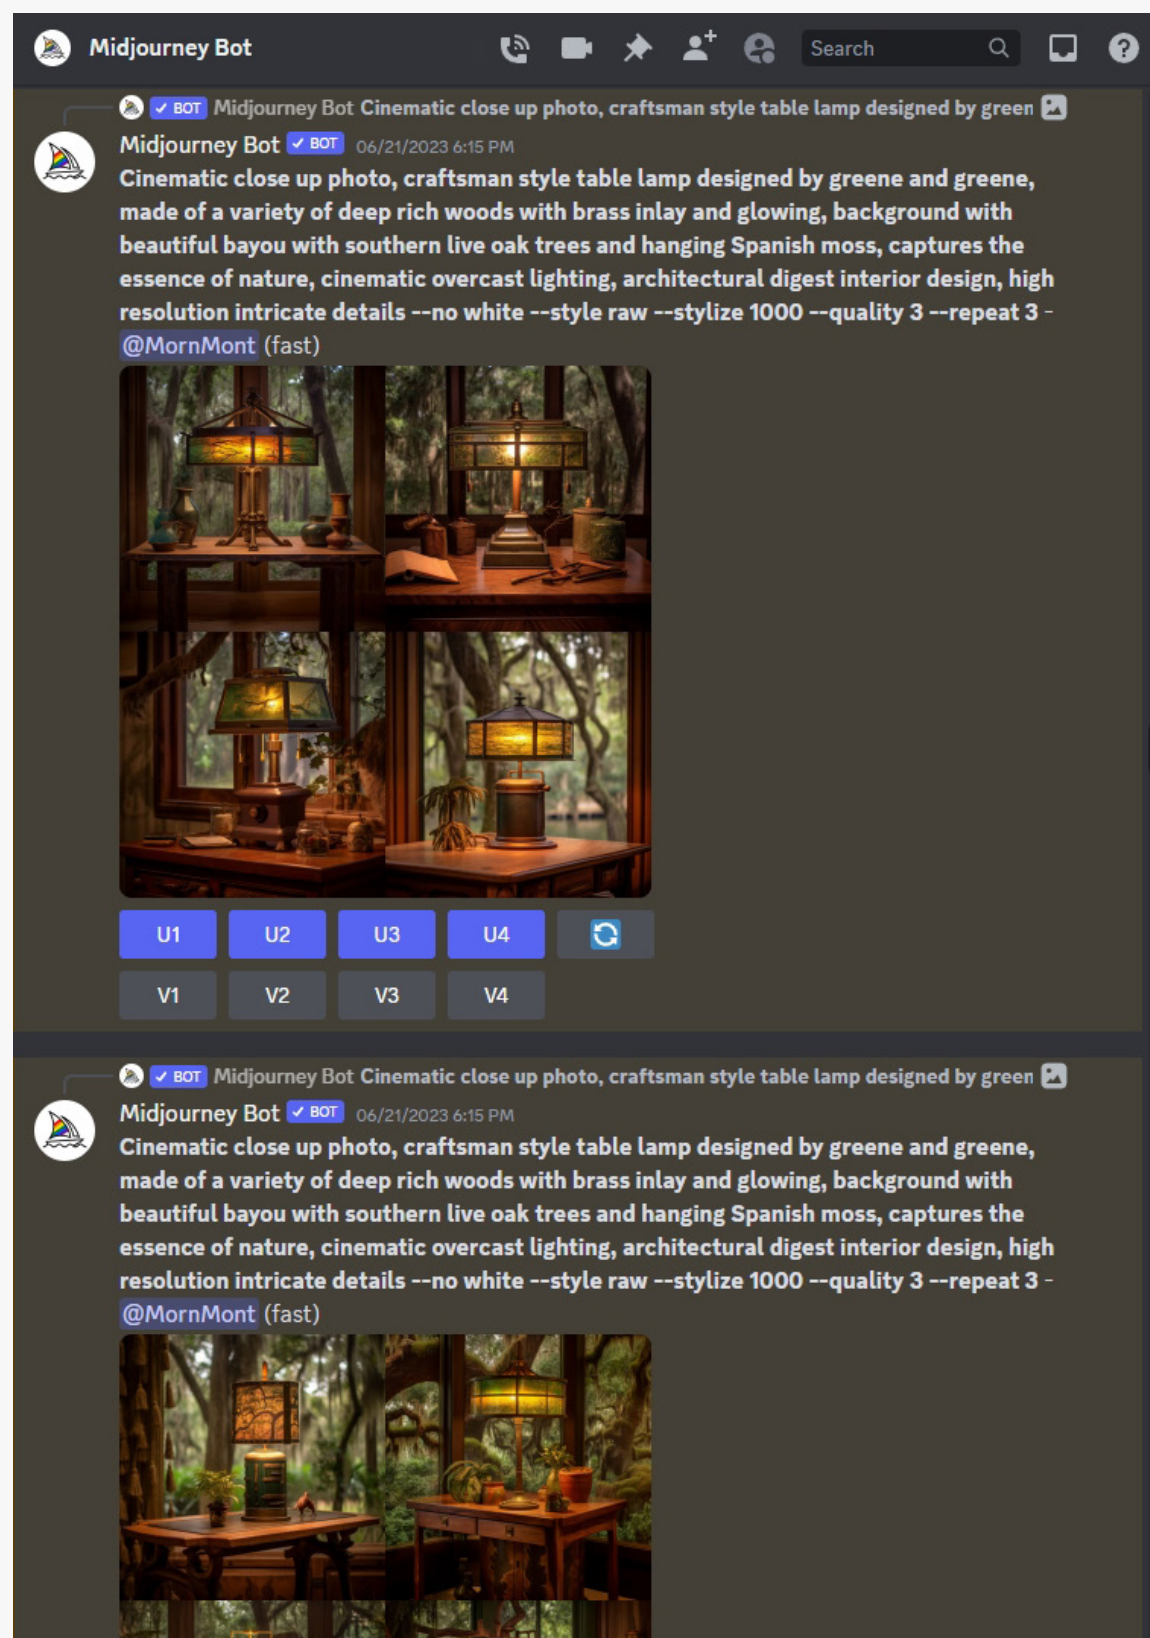 Midjourney Bot
Search
BOT Midjourney Bot Cinematic close up photo, craftsman style table lamp designed by green
Midjourney Bot BOT 06/21/2023 6:15 PM
Cinematic close up photo, craftsman style table lamp designed by greene and greene,
made of a variety of deep rich woods with brass inlay and glowing, background with
beautiful bayou with southern live oak trees and hanging Spanish moss, captures the
essence of nature, cinematic overcast lighting, architectural digest interior design, high
resolution intricate details --no white --style raw --stylize 1000 --quality 3 --repeat 3 -
@MornMont (fast)
U1 U2 U3 U4
V1 V2 V3 V4
BOT Midjourney Bot Cinematic close up photo, craftsman style table lamp designed by green
Midjourney Bot BOT 06/21/2023 6:15 PM
Cinematic close up photo, craftsman style table lamp designed by greene and greene,
made of a variety of deep rich woods with brass inlay and glowing, background with
beautiful bayou with southern live oak trees and hanging Spanish moss, captures the
essence of nature, cinematic overcast lighting, architectural digest interior design, high
resolution intricate details --no white --style raw --stylize 1000 --quality 3 --repeat 3 -
@MornMont (fast)